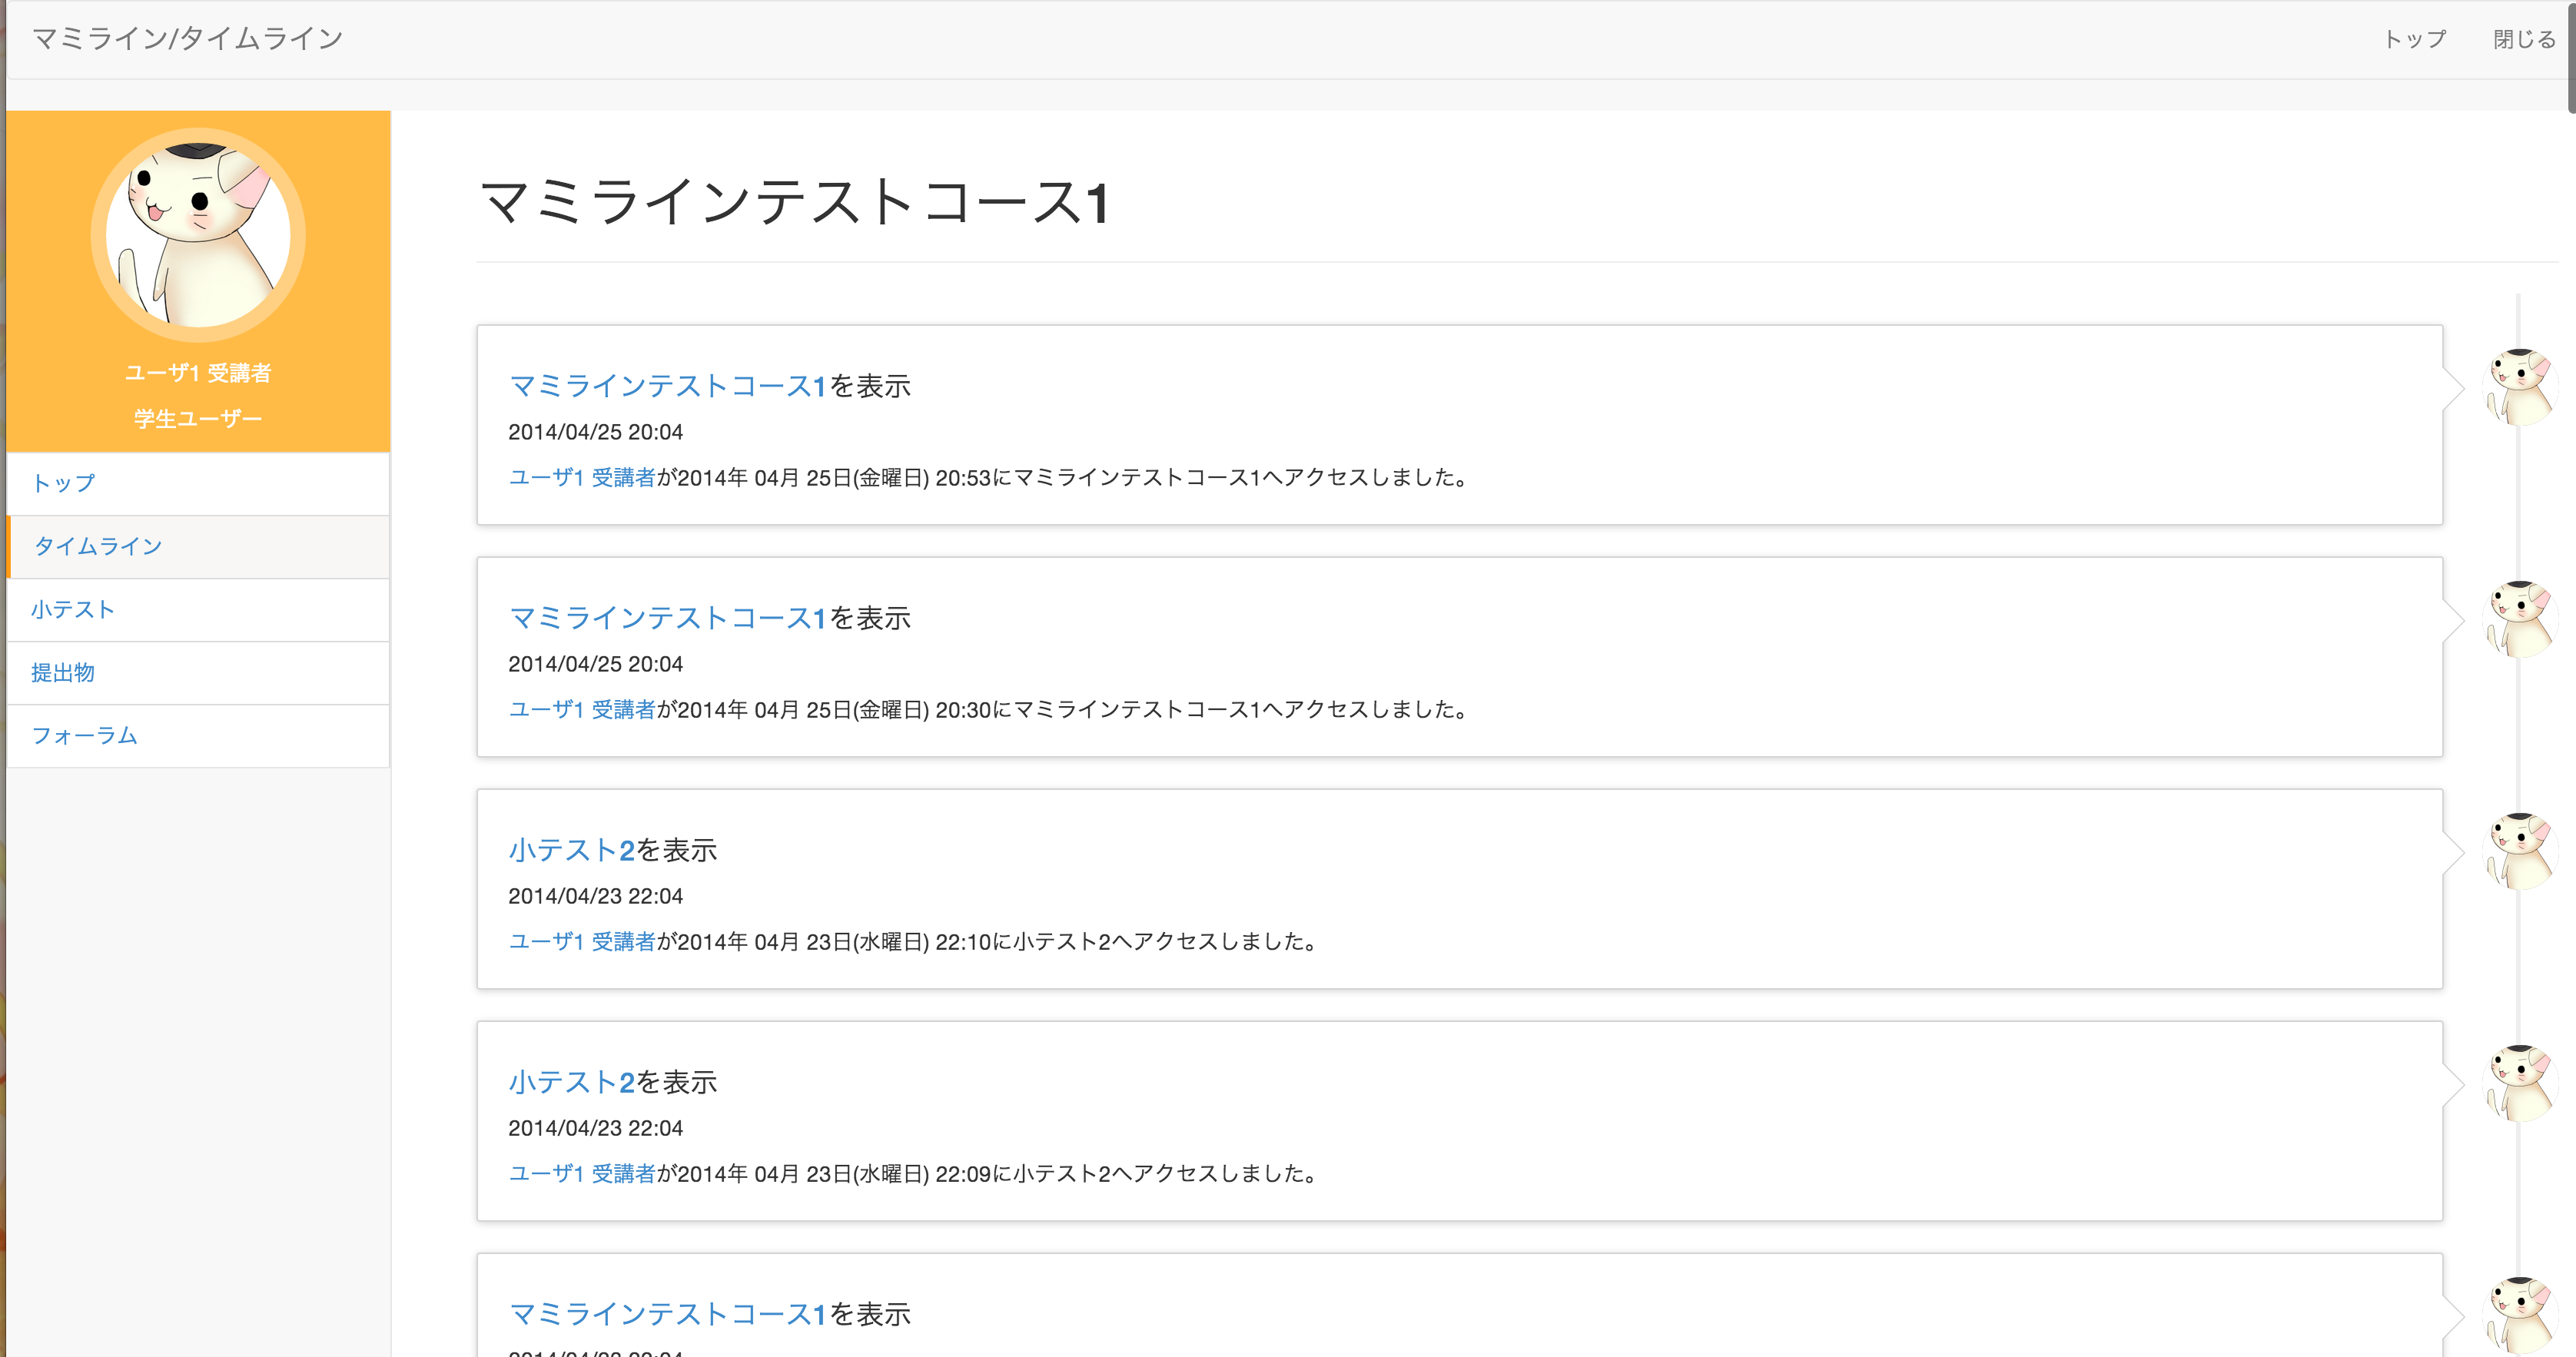 マミライン/タイムライン
トップ 閉じる
ユーザ1 受講者
学生ユーザー
トップ
タイムライン
小テスト
提出物
フォーラム
マミラインテストコース1
マミラインテストコース1を表示
2014/04/25 20:04
ユーザ1 受講者が2014年 04月 25日(金曜日) 20:53にマミラインテストコース1へアクセスしました。
マミラインテストコース1を表示
2014/04/25 20:04
ユーザ1 受講者が2014年 04月 25日(金曜日) 20:30にマミラインテストコース1へアクセスしました。
小テスト2を表示
2014/04/23 22:04
ユーザ1 受講者が2014年 04月 23日(水曜日) 22:10に小テスト2へアクセスしました。
小テスト2を表示
2014/04/23 22:04
ユーザ1 受講者が2014年 04月 23日(水曜日) 22:09に小テスト2へアクセスしました。
マミラインテストコース1を表示